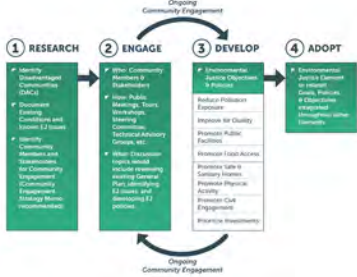 Ongoing
Community Engagement
1 RESEARCH
Identify
Disadvantaged
Communities
(DACs)
Document
Existing
Conditions and
known EJ Issues
Identify
Community
Members and
Stakeholders
for Community
Engagement
(Community
Engagement
Strategy Memo
recommended)
2 ENGAGE
Who: Community
Members &
Stakeholders
How: Public
Meetings, Tours,
Workshops,
Steering
Committee,
Technical Advisory
Groups, etc.
What: Discussion
topics would
include reviewing
existing General
Plan, identifying
EJ issues and
developing EJ
policies.
3 DEVELOP
Environmental
Justice Objectives
& Policies
Reduce Pollution
Exposure
Improve Air Quality
Promote Public
Facilities
Promote Food Access
Promote Safe &
Sanitary Homes
Promote Physical
Activity
Promote Civic
Engagement
Prioritize Investments
4 ADOPT
Environmental
Justice Element
or related
Goals, Policies,
& Objectives
integrated
throughout other
Elements
Ongoing
Community Engagement